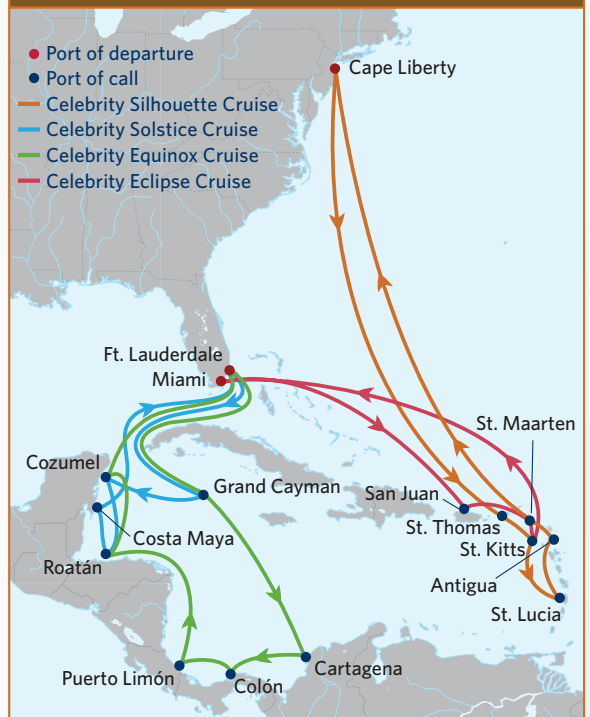 Port of departure
Port of call
Celebrity Silhouette Cruise
Celebrity Solstice Cruise
Celebrity Equinox Cruise
Celebrity Eclipse Cruise
Cape Liberty
Ft. Lauderdale
Miami
St. Maarten
Cozumel
Grand Cayman
San Juan
St. Thomas
Costa Maya
St. Kitts
Roatán
Antigua
St. Lucia
Puerto Limón
Colón
Cartagena